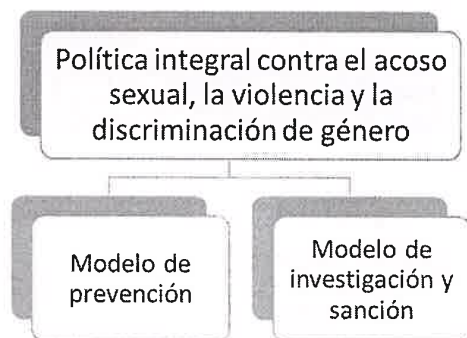 Política integral contra el acoso
sexual, la violencia y la
discriminación de género
Modelo de
prevención
Modelo de
investigación y
sanción